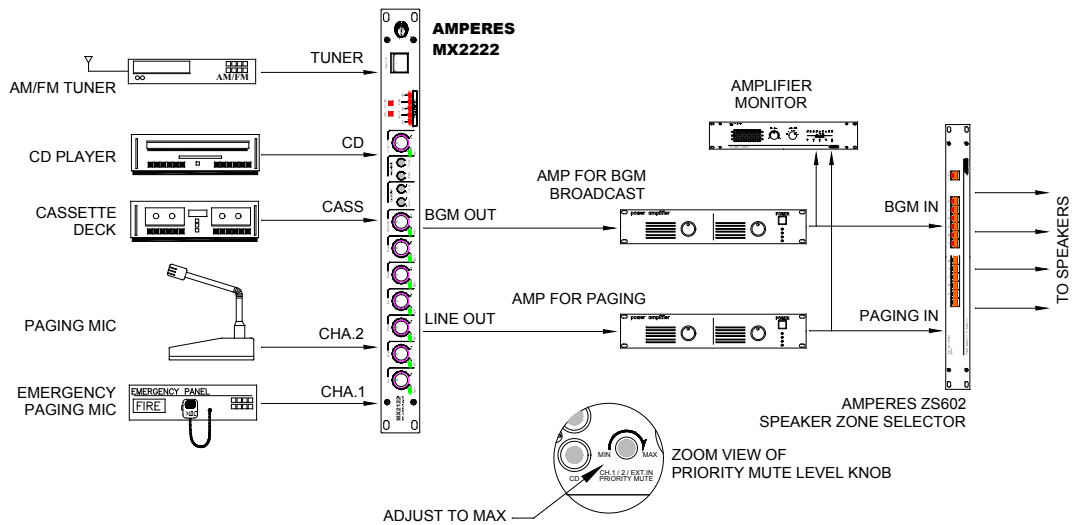 AMPERES
MX2222
TUNER
AM/FM
AM/FM TUNER
CD
CD PLAYER
CASS
CASSETTE
DECK
BGM OUT
LINE OUT
PAGING MIC
CHA.2
EMERGENCY
PAGING MIC
EMERGENCY PANEL
FIRE
CHA.1
MX2122
AMP FOR BGM
BROADCAST
power amplifier
POWER
AMP FOR PAGING
power amplifier
POWER
AMPLIFIER
MONITOR
BGM IN
PAGING IN
TO SPEAKERS
AMPERES ZS602
SPEAKER ZONE SELECTOR
MIN
MAX
CD
CH.1 / 2 / EXT.IN
PRIORITY MUTE
ZOOM VIEW OF
PRIORITY MUTE LEVEL KNOB
ADJUST TO MAX